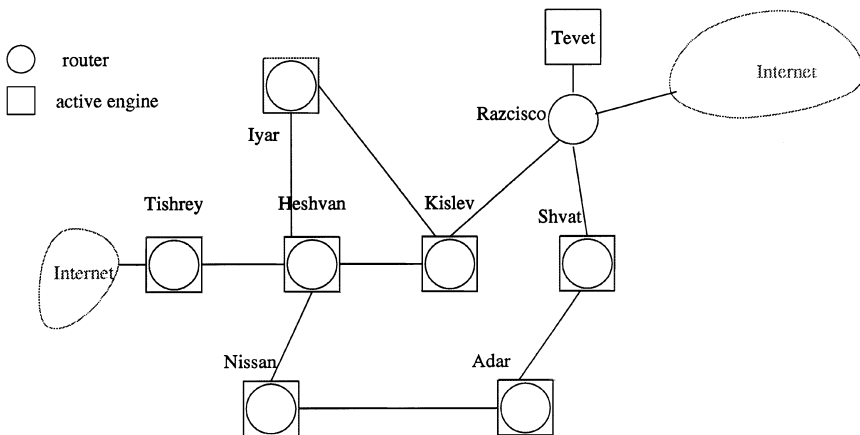 Tevet
router
Internet
active engine
Razcisco
Iyar
Tishrey
Heshvan
Kislev
Shvat
Internet
Nissan
Adar